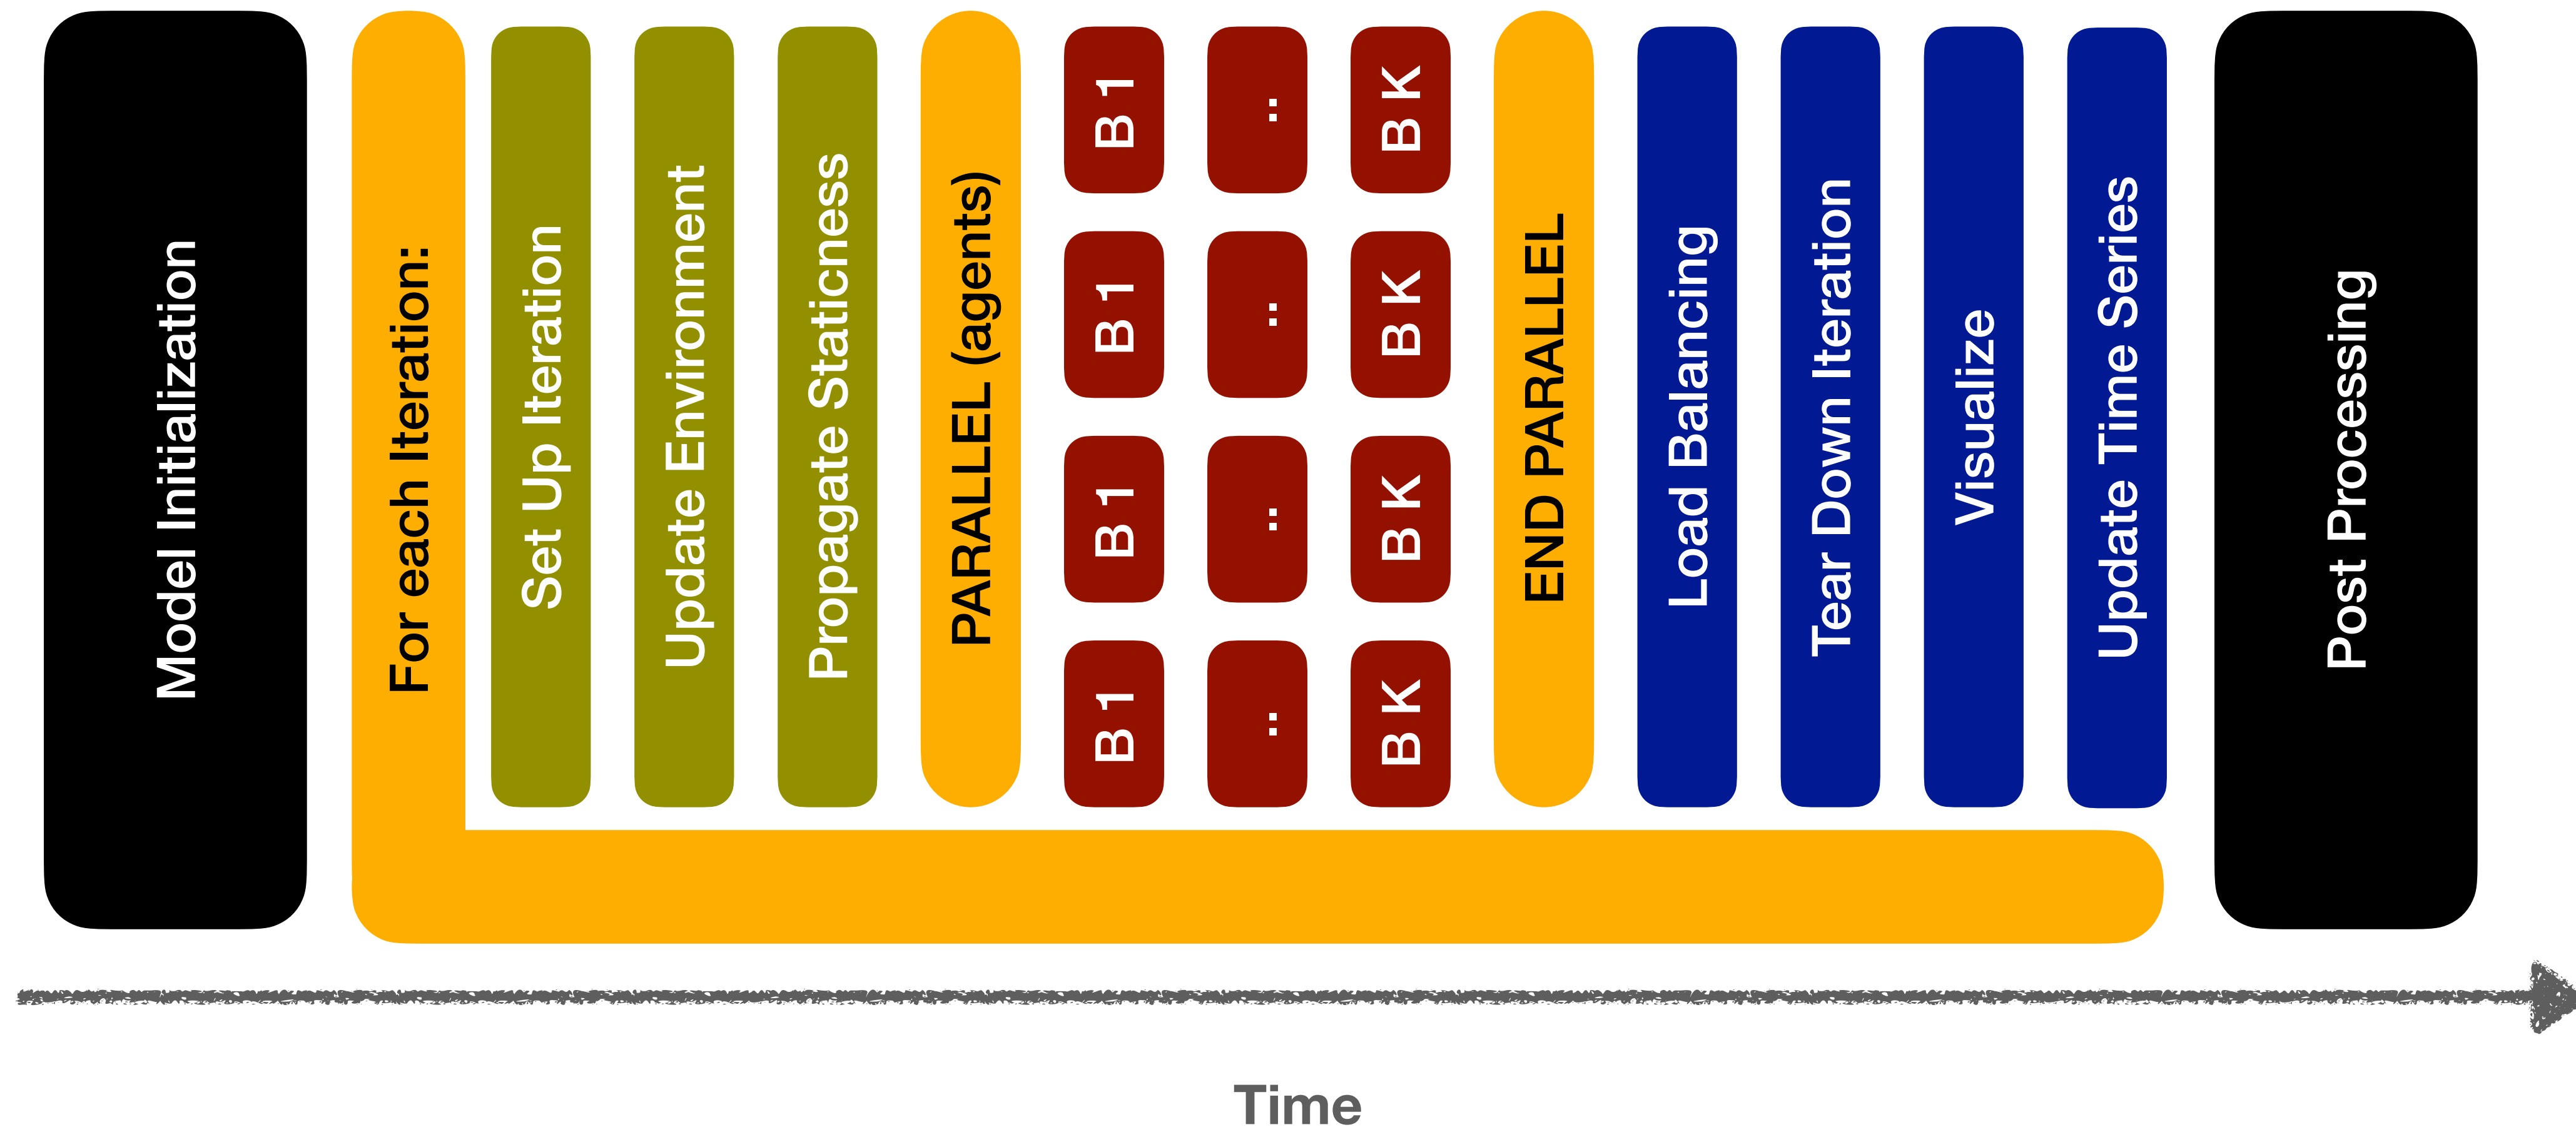 Model Initialization
For each Iteration:
Set Up Iteration
Update Environment
Propagate Staticness
PARALLEL (agents)
B 1
..
B K
B 1
..
B K
B 1
..
B K
B 1
..
B K
END PARALLEL
Load Balancing
Tear Down Iteration
Visualize
Update Time Series
Post Processing
Time